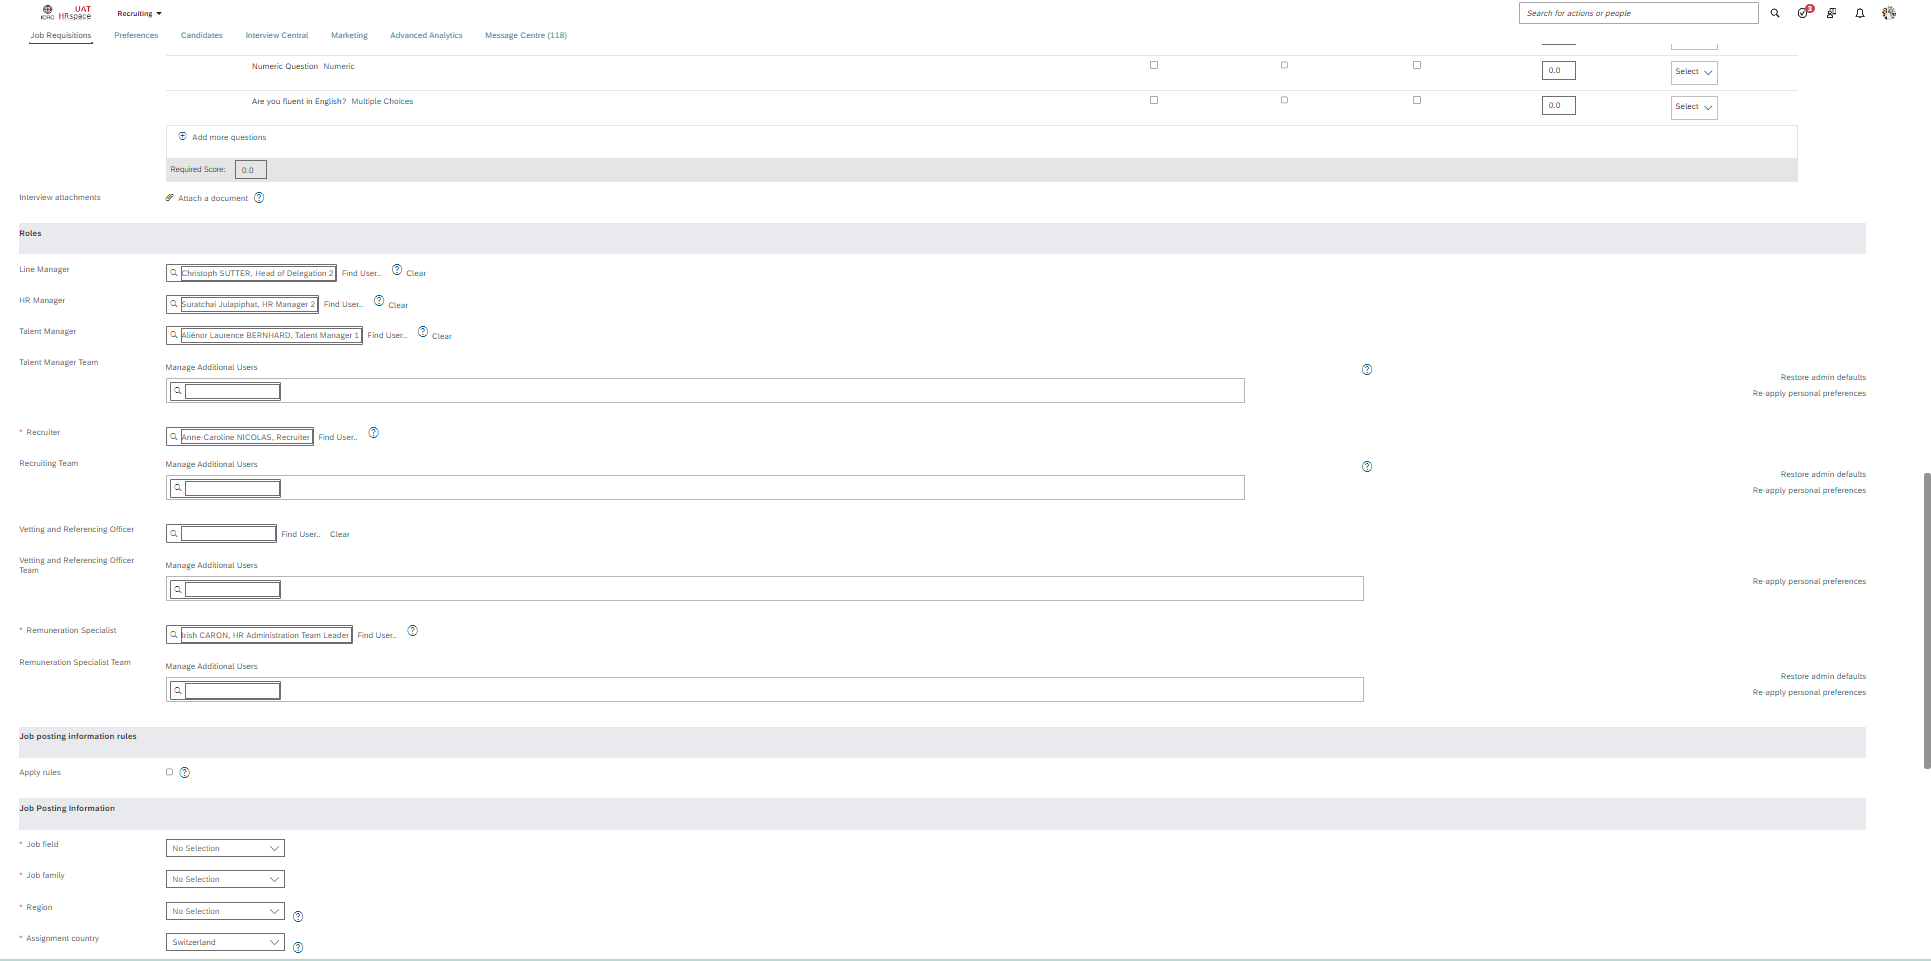 ICRC
UAT
HRspace
Recruiting
Search for actions or people
3
Job Requisitions
Preferences
Candidates
Interview Central
Marketing
Advanced Analytics
Message Centre (118)
Numeric Question Numeric
0.0
Select
Are you fluent in English? Multiple Choices
0.0
Select
Add more questions
Required Score: 0.0
Interview attachments
Attach a document
Roles
Line Manager
Christoph SUTTER, Head of Delegation 2
Find User..
Clear
HR Manager
Suratchai Julapiphat, HR Manager 2
Find User..
Clear
Talent Manager
Aliénor Laurence BERNHARD, Talent Manager 1
Find User..
Clear
Talent Manager Team
Manage Additional Users
Restore admin defaults
Re-apply personal preferences
* Recruiter
Anne-Caroline NICOLAS, Recruiter
Find User..
Recruiting Team
Manage Additional Users
Restore admin defaults
Re-apply personal preferences
Vetting and Referencing Officer
Find User..
Clear
Vetting and Referencing Officer
Team
Manage Additional Users
Re-apply personal preferences
* Remuneration Specialist
Irish CARON, HR Administration Team Leader
Find User..
Remuneration Specialist Team
Manage Additional Users
Restore admin defaults
Re-apply personal preferences
Job posting information rules
Apply rules
Job Posting Information
* Job field
No Selection
* Job family
No Selection
* Region
No Selection
* Assignment country
Switzerland